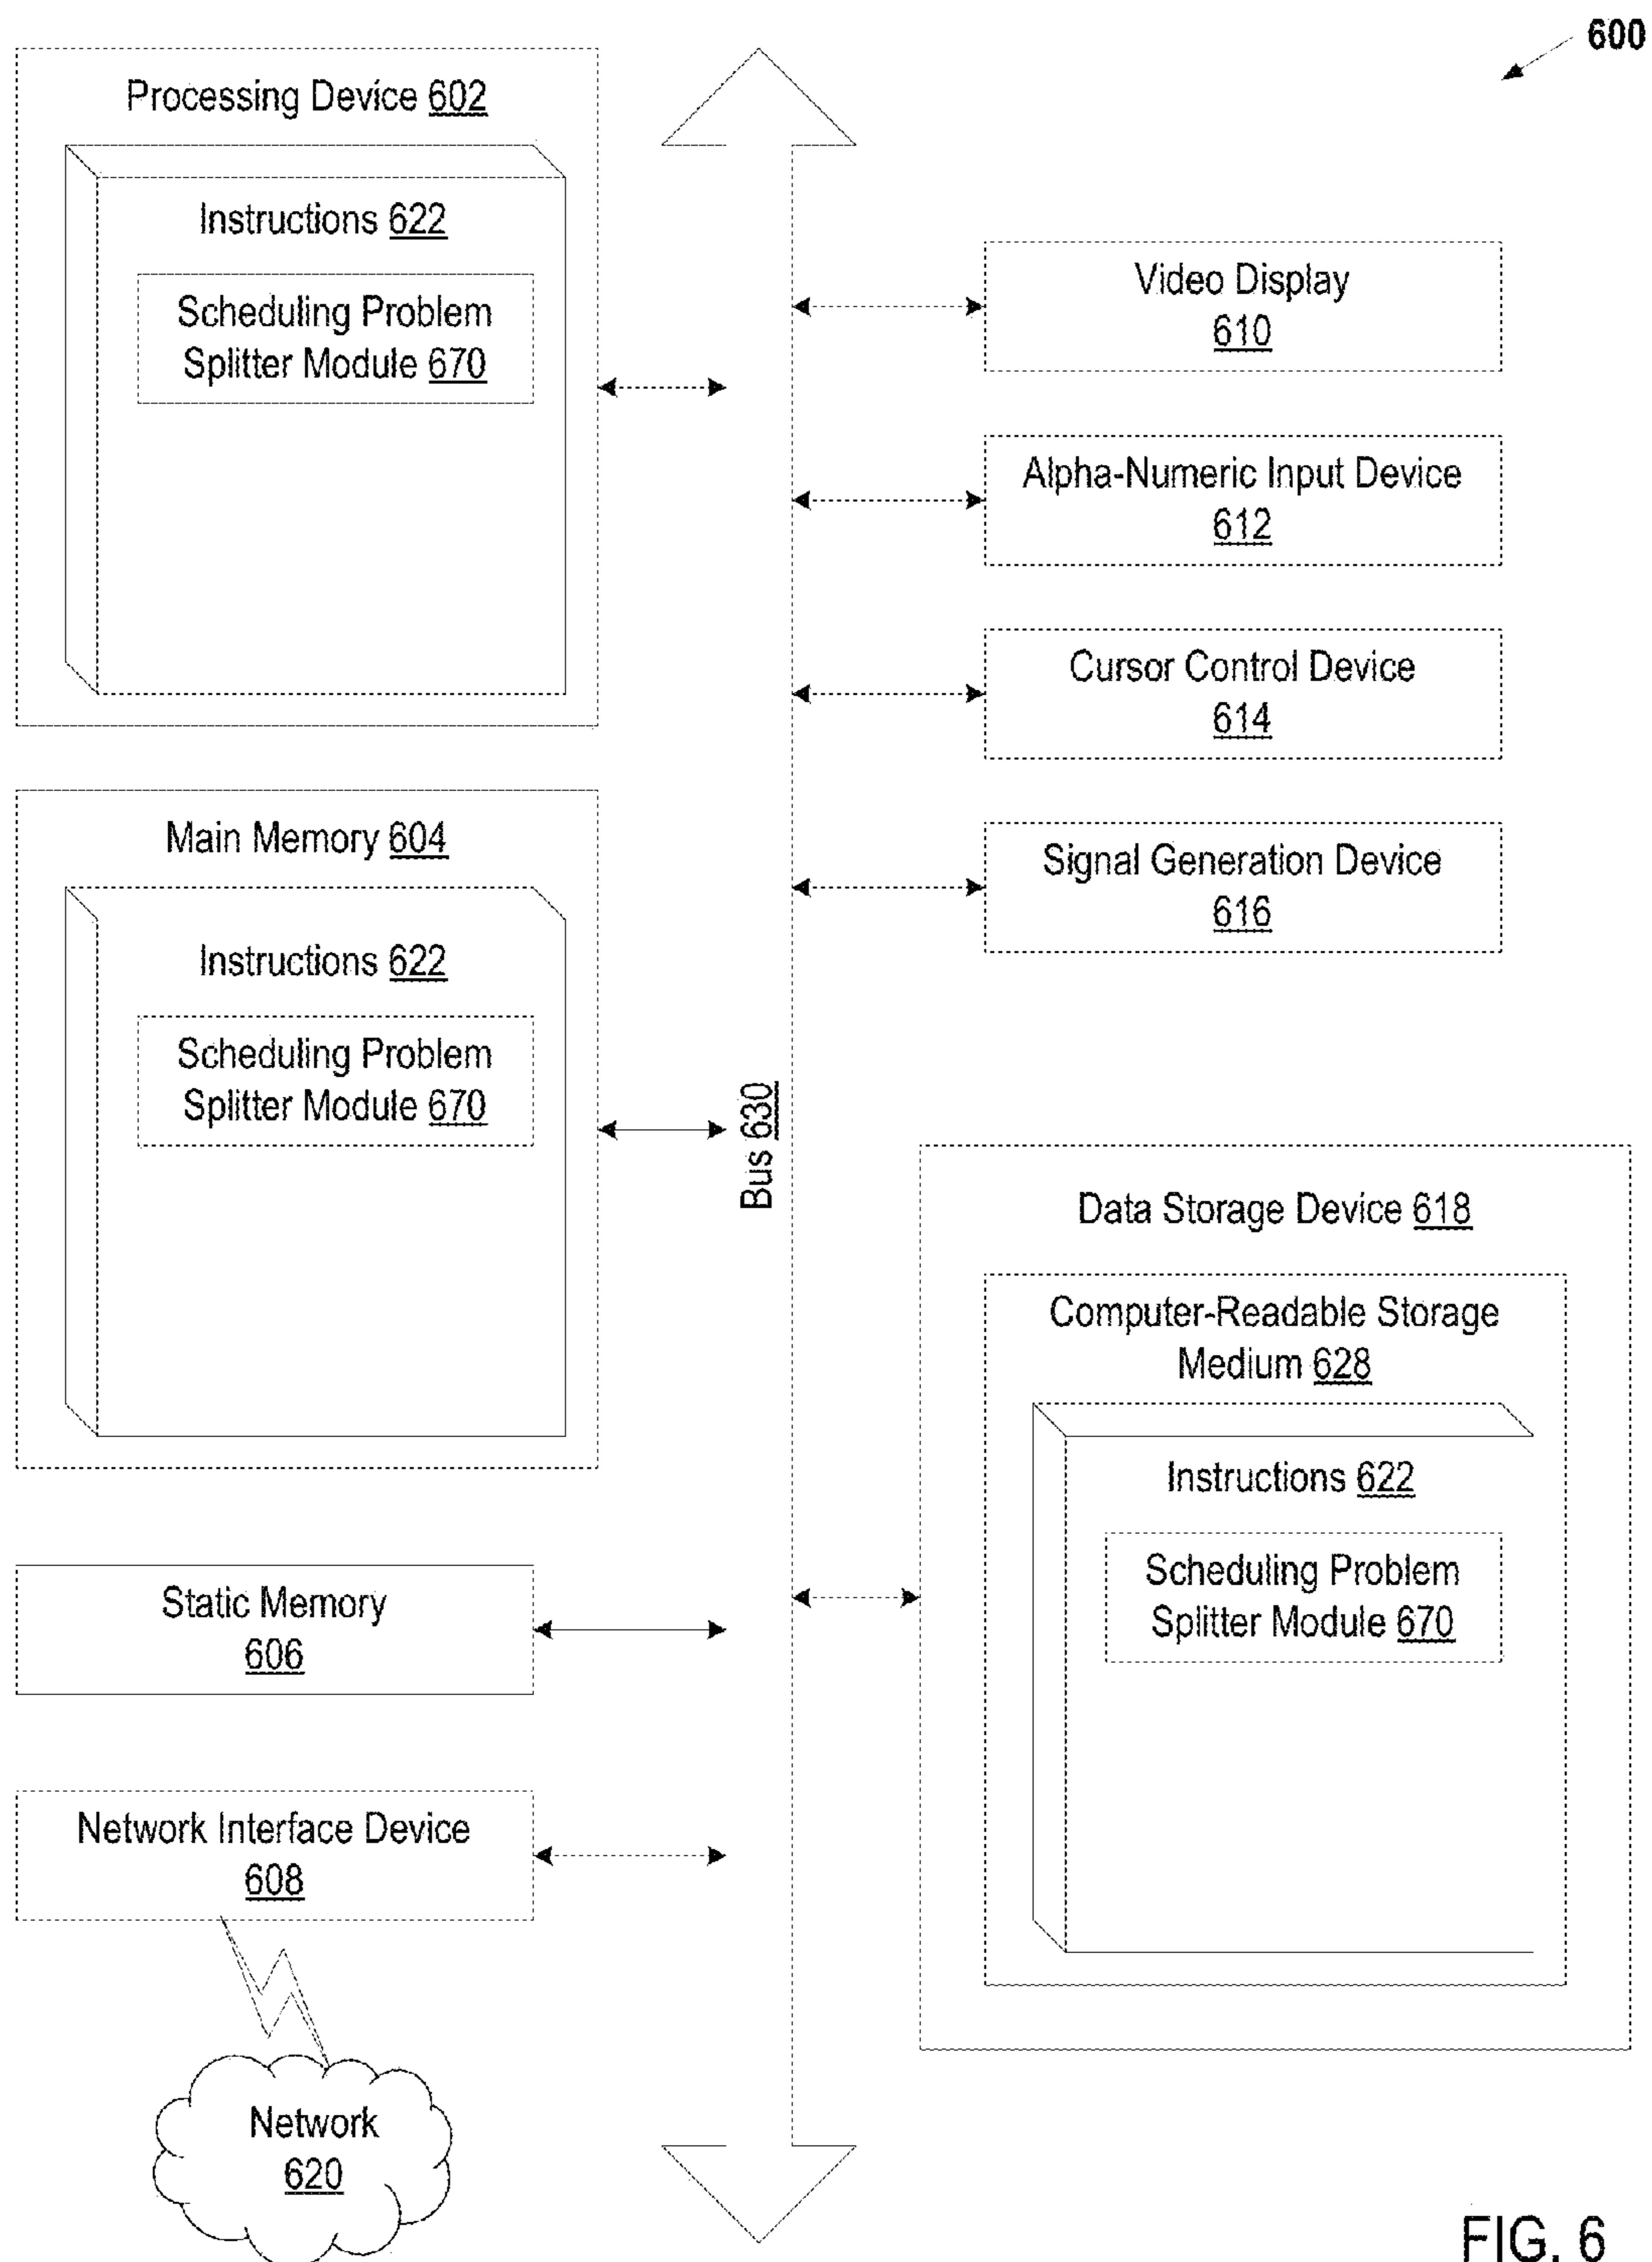 600
Processing Device 602
Instructions 622
Scheduling Problem
Splitter Module 670
Main Memory 604
Instructions 622
Scheduling Problem
Splitter Module 670
Static Memory
606
Network Interface Device
608
Network
620
Bus 630
Video Display
610
Alpha-Numeric Input Device
612
Cursor Control Device
614
Signal Generation Device
616
Data Storage Device 618
Computer-Readable Storage
Medium 628
Instructions 622
Scheduling Problem
Splitter Module 670
FIG. 6